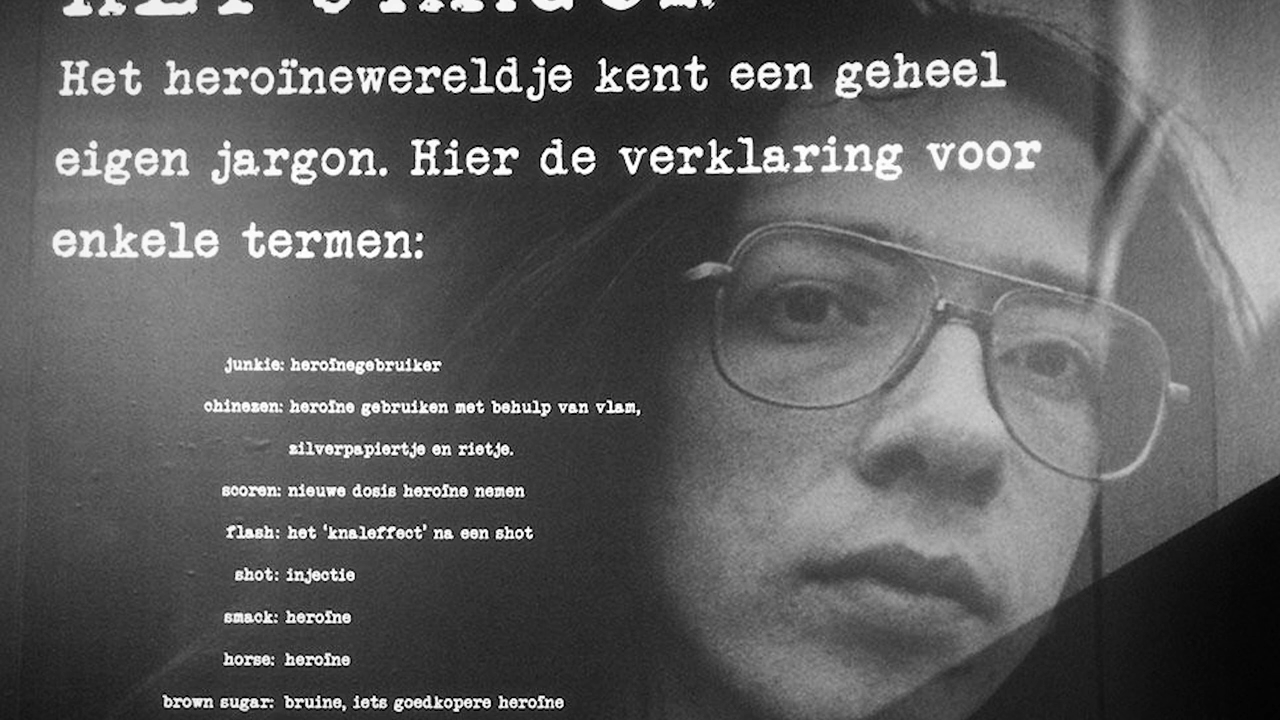 Het heroïnewereldje kent een geheel
eigen jargon. Hier de verklaring voor
enkele termen:
junkie: heroïnegebruiker
chinezen: heroïne gebruiken met behulp van vlam,
zilverpapiertje en rietje.
scoren: nieuwe dosis heroïne nemen
flash: het 'knaleffect' na een shot
shot: injectie
smack: heroïne
horse: heroïne
brown sugar: bruine, iets goedkopere heroïne